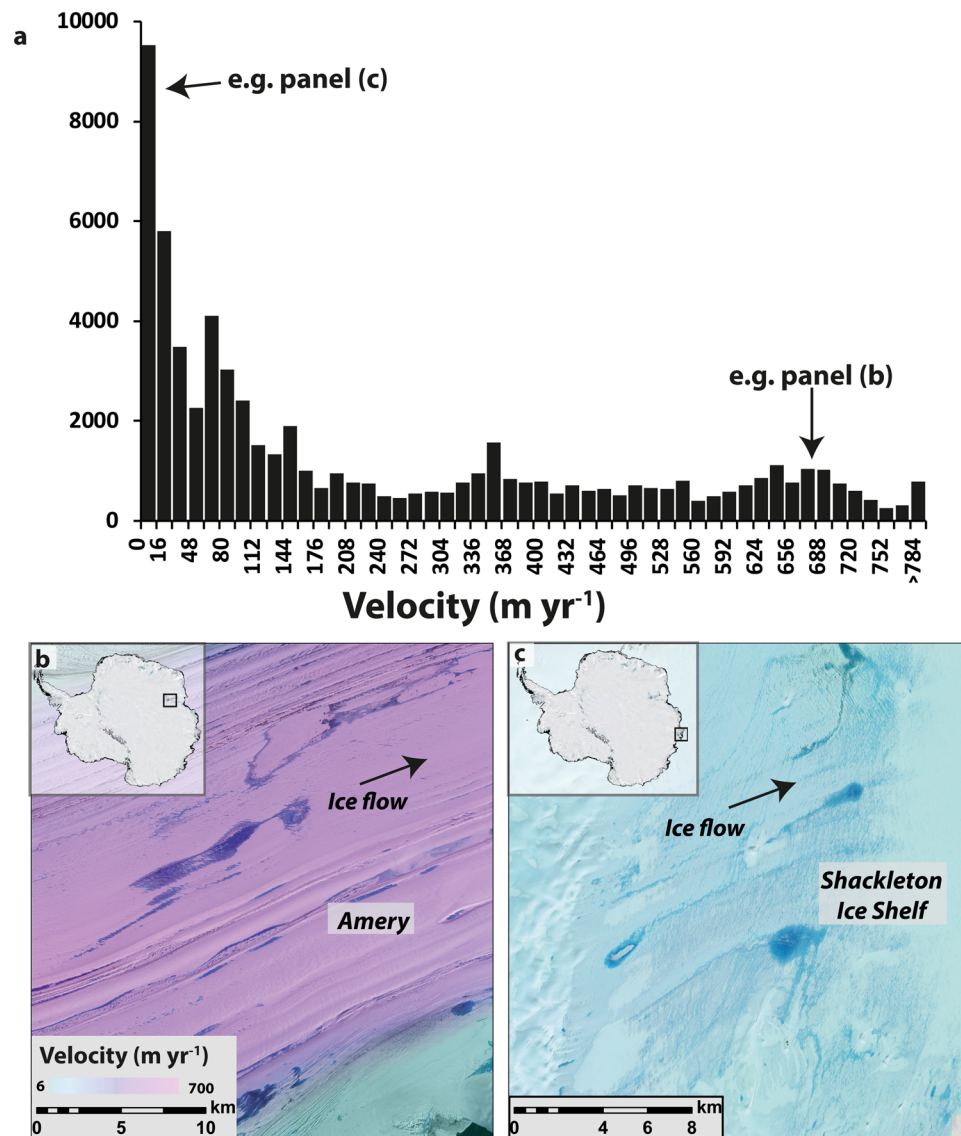 a
10000
8000
6000
4000
2000
0
e.g. panel (c)
e.g. panel (b)
0 16 48 80 112 144 176 208 240 272 304 336 368 400 432 464 496 528 560 592 624 656 688 720 752 >784
Velocity (m yr-1)
b
Ice flow
Amery
Velocity (m yr-1)
6 700
km
0 5 10
c
Ice flow
Shackleton
Ice Shelf
km
0 4 6 8